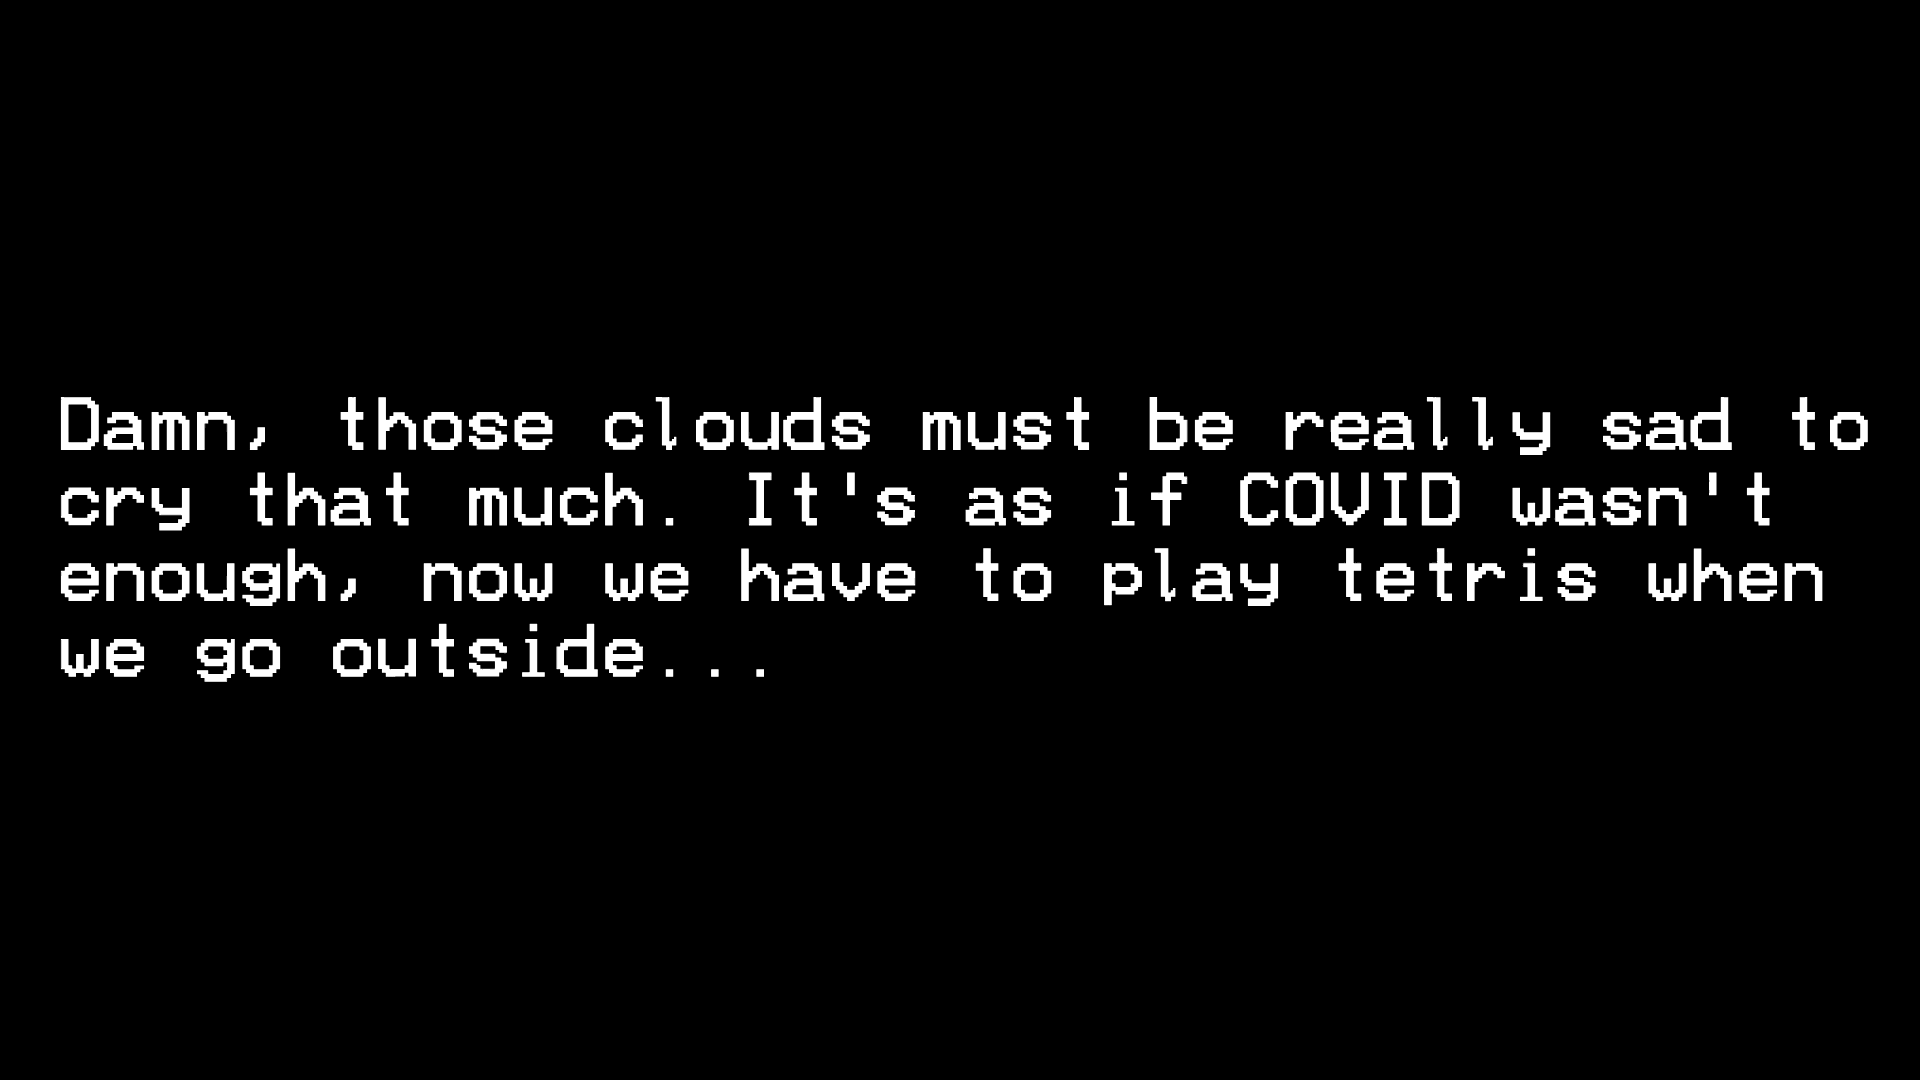 Damn, those clouds must be really sad to
cry that much. It's as if COVID wasn't
enough, now we have to play tetris when
we go outside...